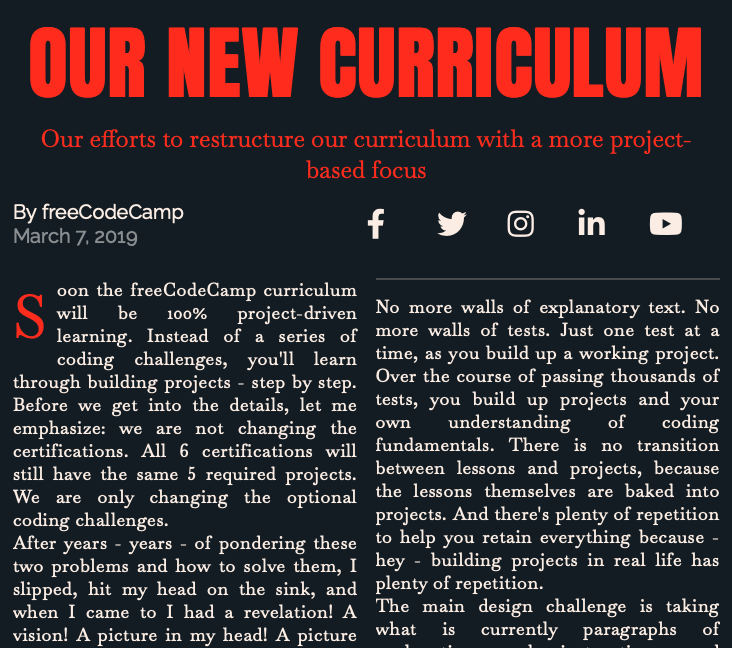 OUR NEW CURRICULUM
Our efforts to restructure our curriculum with a more project-
based focus
By freeCodeCamp
March 7, 2019
Soon the freeCodeCamp curriculum
will be 100% project-driven
learning. Instead of a series of
coding challenges, you'll learn
through building projects - step by step.
Before we get into the details, let me
emphasize: we are not changing the
certifications. All 6 certifications will
still have the same 5 required projects.
We are only changing the optional
coding challenges.
After years - years - of pondering these
two problems and how to solve them, I
slipped, hit my head on the sink, and
when I came to I had a revelation! A
vision! A picture in my head! A picture
No more walls of explanatory text. No
more walls of tests. Just one test at a
time, as you build up a working project.
Over the course of passing thousands of
tests, you build up projects and your
own understanding of coding
fundamentals. There is no transition
between lessons and projects, because
the lessons themselves are baked into
projects. And there's plenty of repetition
to help you retain everything because -
hey - building projects in real life has
plenty of repetition.
The main design challenge is taking
what is currently paragraphs of